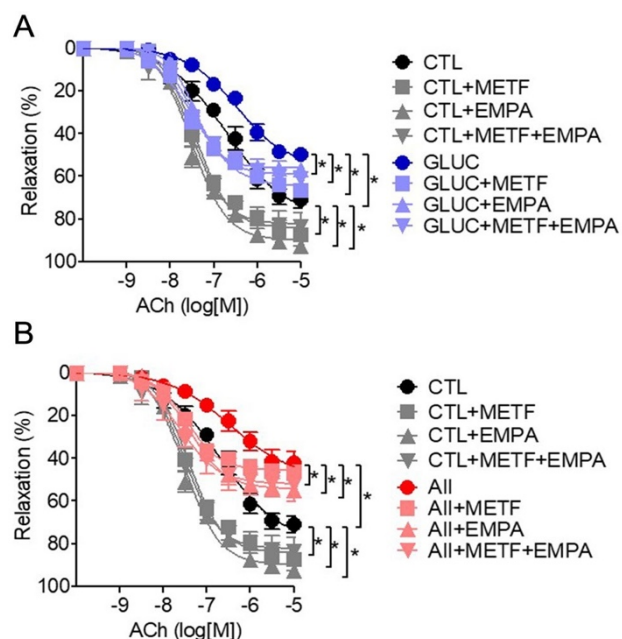 A
0
20
40
60
80
100
Relaxation (%)
-9
-8
-7
-6
-5
ACh (log[M])
*
*
*
*
*
*
*
CTL
CTL+METF
CTL+EMPA
CTL+METF+EMPA
GLUC
GLUC+METF
GLUC+EMPA
GLUC+METF+EMPA
B
0
20
40
60
80
100
Relaxation (%)
-9
-8
-7
-6
-5
ACh (log[M])
*
*
*
*
*
*
*
CTL
CTL+METF
CTL+EMPA
CTL+METF+EMPA
AII
AII+METF
AII+EMPA
AII+METF+EMPA